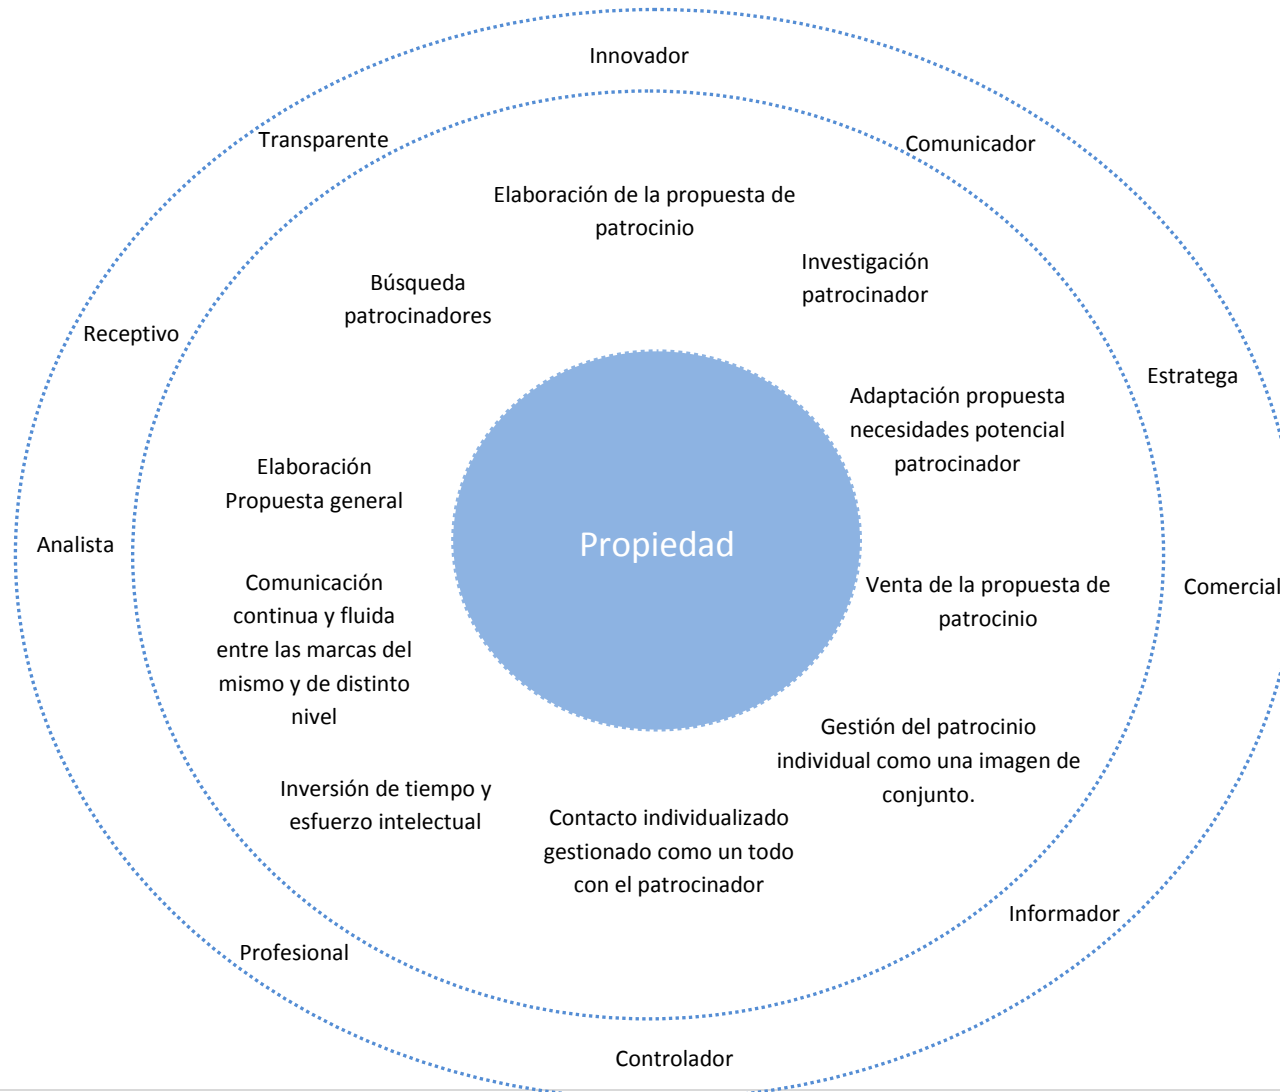 Innovador
Transparente
Comunicador
Elaboración de la propuesta de
patrocinio
Investigación
patrocinador
Búsqueda
patrocinadores
Receptivo
Estratega
Adaptación propuesta
necesidades potencial
patrocinador
Elaboración
Propuesta general
Analista
Propiedad
Comunicación
continua y fluida
entre las marcas del
mismo y de distinto
nivel
Venta de la propuesta de
patrocinio
Comercial
Gestión del patrocinio
individual como una imagen de
conjunto.
Inversión de tiempo y
esfuerzo intelectual
Contacto individualizado
gestionado como un todo
con el patrocinador
Informador
Profesional
Controlador